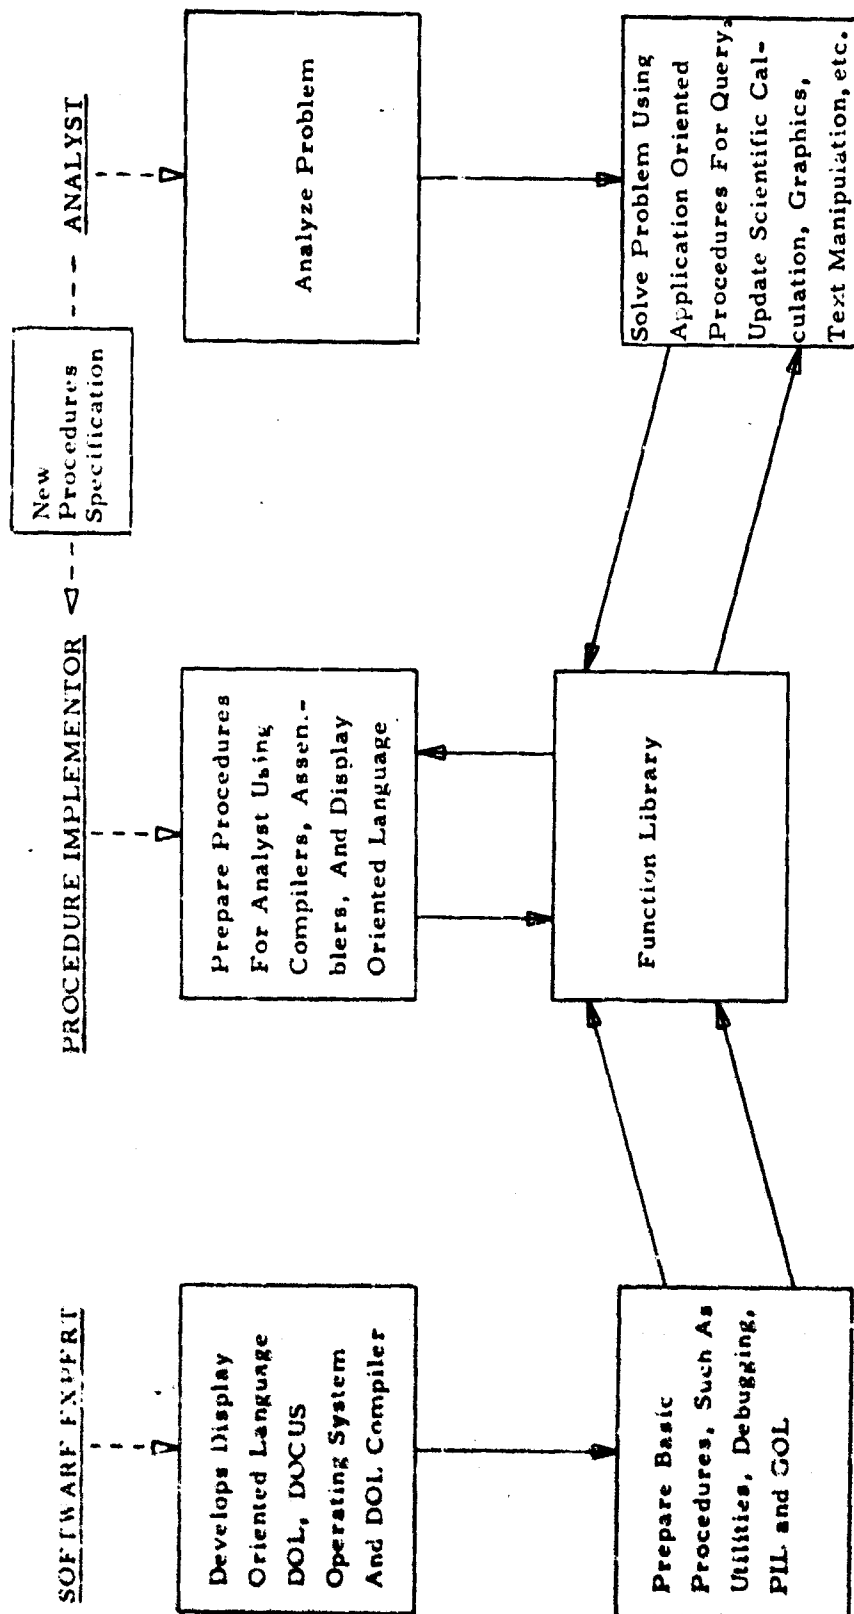 SOFTWARE EXPERT
Develops Display
Oriented Language
DOL, DOCUS
Operating System
And DOL Compiler
Prepare Basic
Procedures, Such As
Utilities, Debugging,
PIL and GOL
PROCEDURE IMPLEMENTOR
Prepare Procedures
For Analyst Using
Compilers, Assem-
blers, And Display
Oriented Language
Function Library
New
Procedures
Specification
ANALYST
Analyze Problem
Solve Problem Using
Application Oriented
Procedures For Query,
Update Scientific Cal-
culation, Graphics,
Text Manipulation, etc.